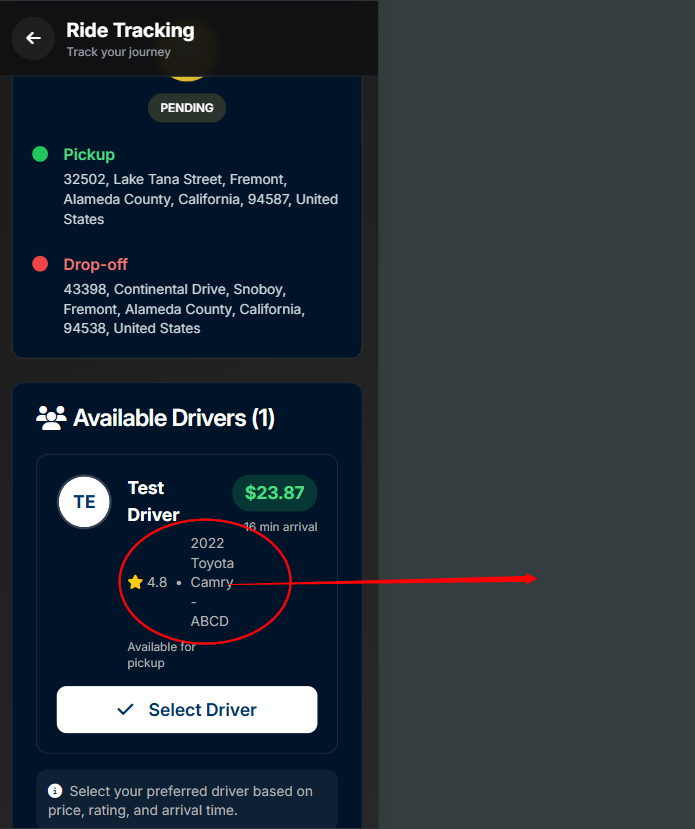 Ride Tracking
Track your journey
PENDING
Pickup
32502, Lake Tana Street, Fremont,
Alameda County, California, 94587, United
States
Drop-off
43398, Continental Drive, Snoboy,
Fremont, Alameda County, California,
94538, United States
Available Drivers (1)
TE
Test
Driver
$23.87
16 min arrival
4.8 •
2022
Toyota
Camry
-
ABCD
Available for
pickup
Select Driver
Select your preferred driver based on
price, rating, and arrival time.